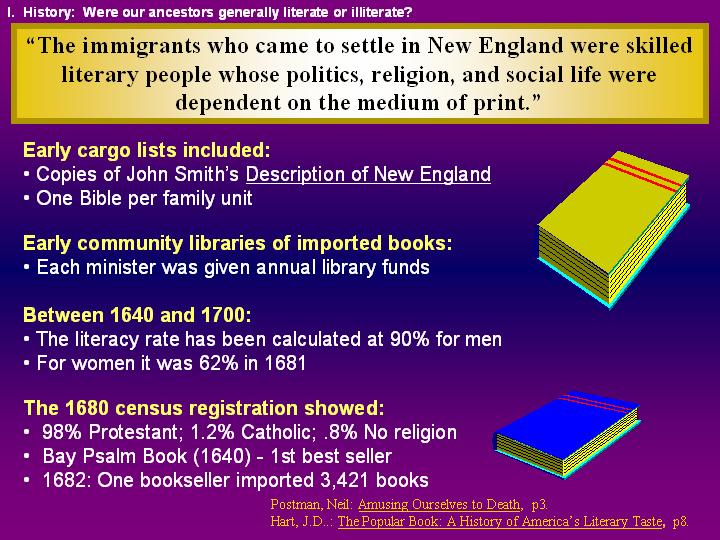 I. History: Were our ancestors generally literate or illiterate?
“The immigrants who came to settle in New England were skilled
literary people whose politics, religion, and social life were
dependent on the medium of print.”
Early cargo lists included:
• Copies of John Smith’s Description of New England
• One Bible per family unit
Early community libraries of imported books:
• Each minister was given annual library funds
Between 1640 and 1700:
• The literacy rate has been calculated at 90% for men
• For women it was 62% in 1681
The 1680 census registration showed:
• 98% Protestant; 1.2% Catholic; .8% No religion
• Bay Psalm Book (1640) - 1st best seller
• 1682: One bookseller imported 3,421 books
Postman, Neil: Amusing Ourselves to Death, p3.
Hart, J.D..: The Popular Book: A History of America’s Literary Taste, p8.